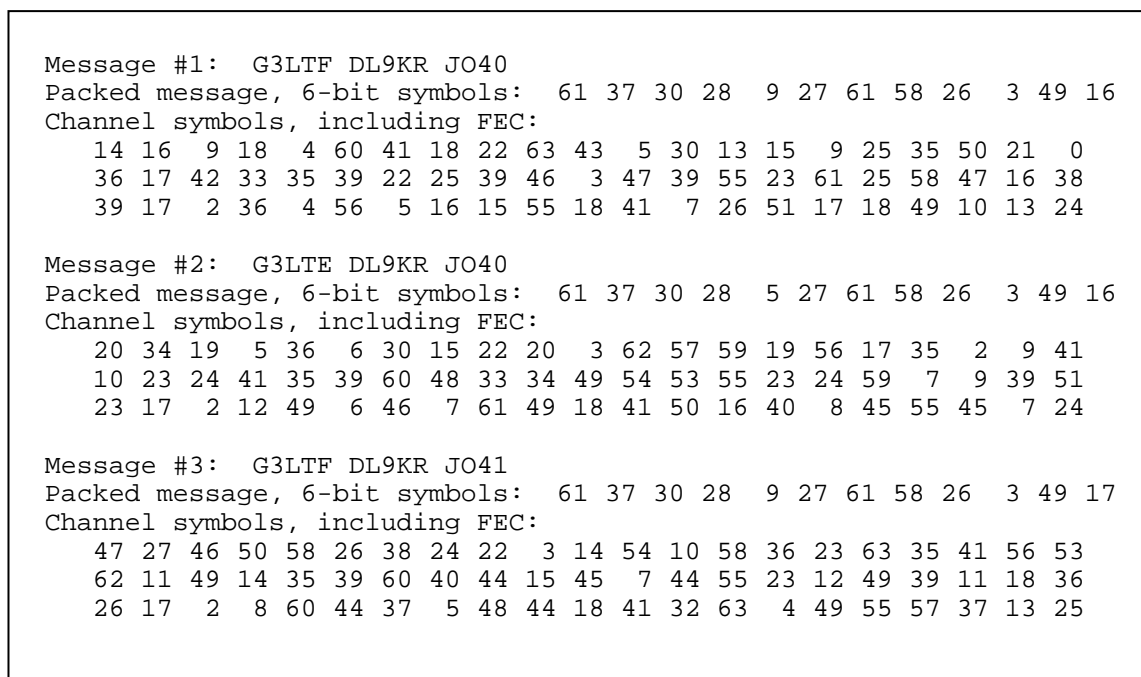 Message #1:  G3LTF DL9KR JO40
Packed message, 6-bit symbols:  61 37 30 28  9 27 61 58 26  3 49 16
Channel symbols, including FEC:
   14 16  9 18  4 60 41 18 22 63 43  5 30 13 15  9 25 35 50 21  0
   36 17 42 33 35 39 22 25 39 46  3 47 39 55 23 61 25 58 47 16 38
   39 17  2 36  4 56  5 16 15 55 18 41  7 26 51 17 18 49 10 13 24
Message #2:  G3LTE DL9KR JO40
Packed message, 6-bit symbols:  61 37 30 28  5 27 61 58 26  3 49 16
Channel symbols, including FEC:
   20 34 19  5 36  6 30 15 22 20  3 62 57 59 19 56 17 35  2  9 41
   10 23 24 41 35 39 60 48 33 34 49 54 53 55 23 24 59  7  9 39 51
   23 17  2 12 49  6 46  7 61 49 18 41 50 16 40  8 45 55 45  7 24
Message #3:  G3LTF DL9KR JO41
Packed message, 6-bit symbols:  61 37 30 28  9 27 61 58 26  3 49 17
Channel symbols, including FEC:
   47 27 46 50 58 26 38 24 22  3 14 54 10 58 36 23 63 35 41 56 53
   62 11 49 14 35 39 60 40 44 15 45  7 44 55 23 12 49 39 11 18 36
   26 17  2  8 60 44 37  5 48 44 18 41 32 63  4 49 55 57 37 13 25